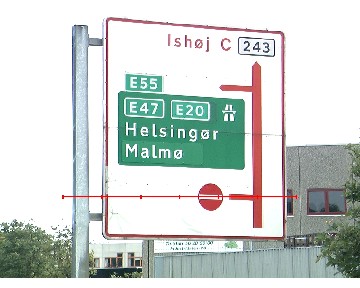 Ishøj C 243
E55
E47 E20
Helsingør
Malmø